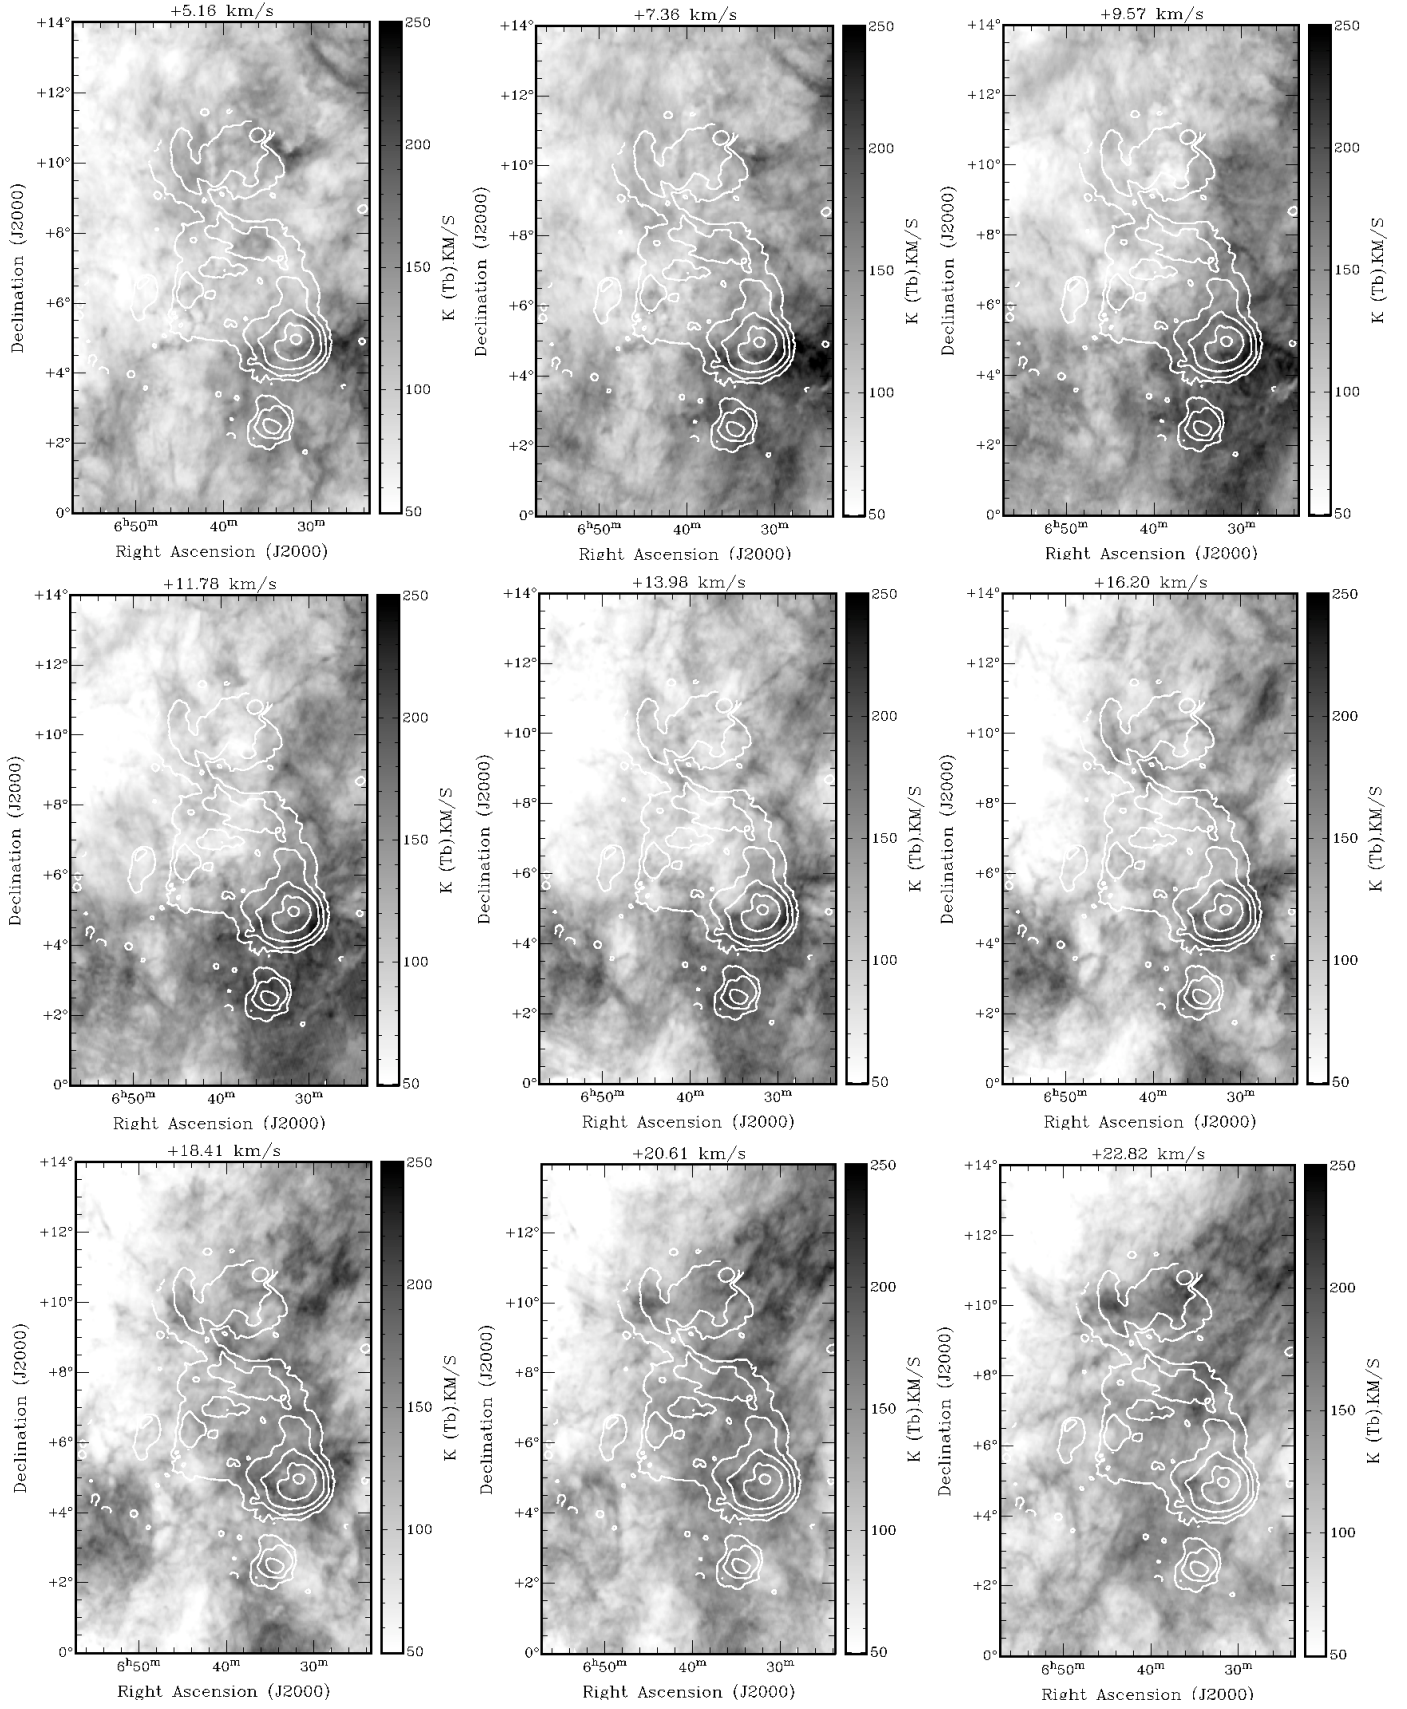 +5.16 km/s
+14°
+12°
+10°
+8°
+6°
+4°
+2°
0°
6ʰ50ᵐ 40ᵐ 30ᵐ
Right Ascension (J2000)
Declination (J2000)
250
200
150
100
50
K (Tb).KM/S
+7.36 km/s
+14°
+12°
+10°
+8°
+6°
+4°
+2°
0°
6ʰ50ᵐ 40ᵐ 30ᵐ
Right Ascension (J2000)
Declination (J2000)
250
200
150
100
50
K (Tb).KM/S
+9.57 km/s
+14°
+12°
+10°
+8°
+6°
+4°
+2°
0°
6ʰ50ᵐ 40ᵐ 30ᵐ
Right Ascension (J2000)
Declination (J2000)
250
200
150
100
50
K (Tb).KM/S
+11.78 km/s
+14°
+12°
+10°
+8°
+6°
+4°
+2°
0°
6ʰ50ᵐ 40ᵐ 30ᵐ
Right Ascension (J2000)
Declination (J2000)
250
200
150
100
50
K (Tb).KM/S
+13.98 km/s
+14°
+12°
+10°
+8°
+6°
+4°
+2°
0°
6ʰ50ᵐ 40ᵐ 30ᵐ
Right Ascension (J2000)
Declination (J2000)
250
200
150
100
50
K (Tb).KM/S
+16.20 km/s
+14°
+12°
+10°
+8°
+6°
+4°
+2°
0°
6ʰ50ᵐ 40ᵐ 30ᵐ
Right Ascension (J2000)
Declination (J2000)
250
200
150
100
50
K (Tb).KM/S
+18.41 km/s
+14°
+12°
+10°
+8°
+6°
+4°
+2°
0°
6ʰ50ᵐ 40ᵐ 30ᵐ
Right Ascension (J2000)
Declination (J2000)
250
200
150
100
50
K (Tb).KM/S
+20.61 km/s
+14°
+12°
+10°
+8°
+6°
+4°
+2°
0°
6ʰ50ᵐ 40ᵐ 30ᵐ
Right Ascension (J2000)
Declination (J2000)
250
200
150
100
50
K (Tb).KM/S
+22.82 km/s
+14°
+12°
+10°
+8°
+6°
+4°
+2°
0°
6ʰ50ᵐ 40ᵐ 30ᵐ
Right Ascension (J2000)
Declination (J2000)
250
200
150
100
50
K (Tb).KM/S